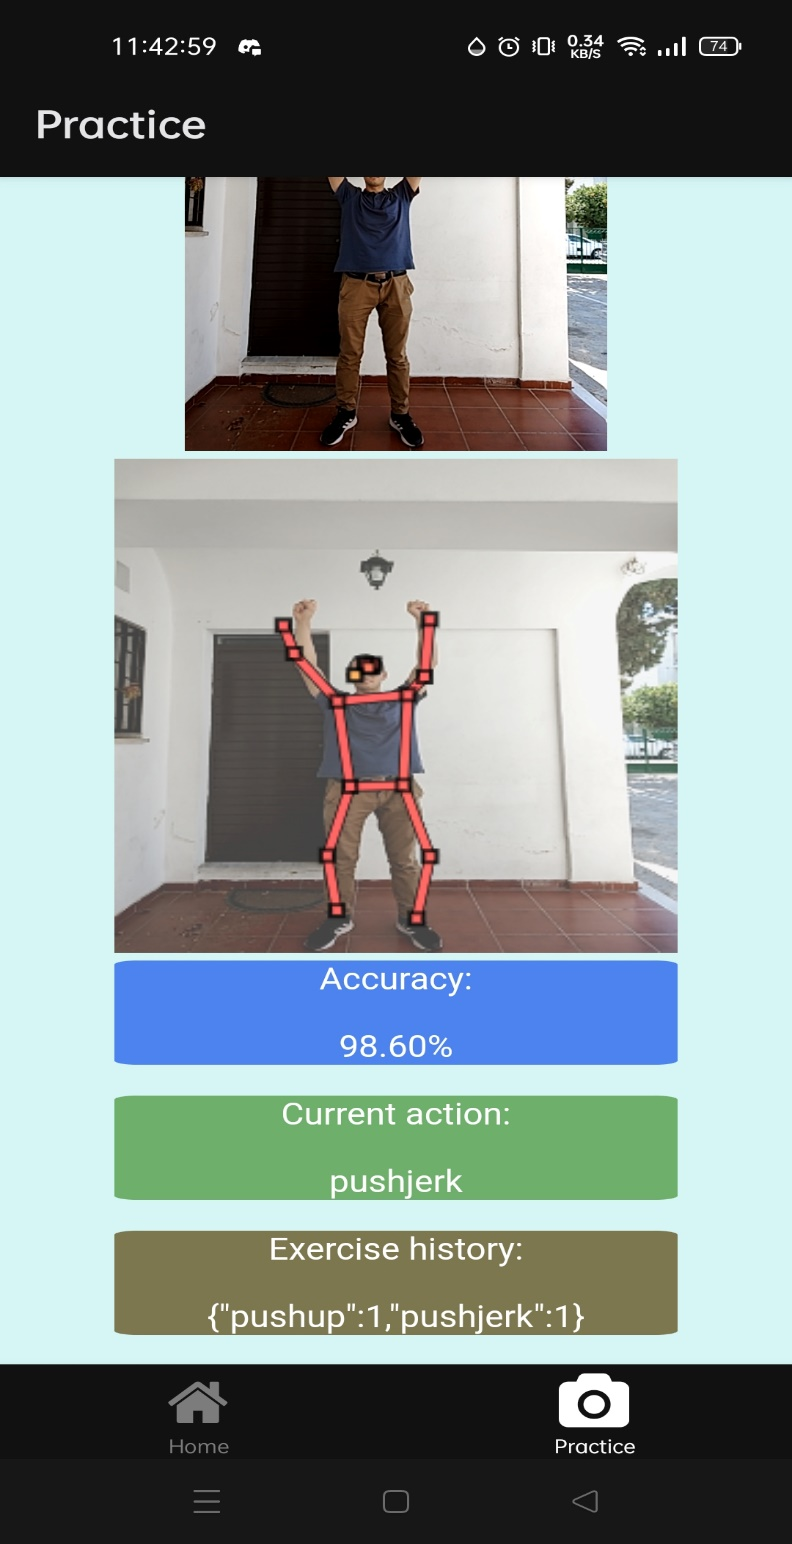 11:42:59
0.34
KB/S
74
Practice
Accuracy:
98.60%
Current action:
pushjerk
Exercise history:
{"pushup":1,"pushjerk":1}
Home
Practice